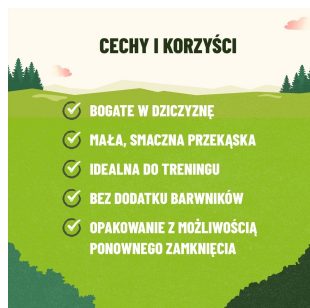 CECHY I KORZYŚCI
BOGATE W DZICZYZNĘ
MAŁA, SMACZNA PRZEKĄSKA
IDEALNA DO TRENINGU
BEZ DODATKU BARWNIKÓW
OPAKOWANIE Z MOŻLIWOŚCIĄ
PONOWNEGO ZAMKNIĘCIA